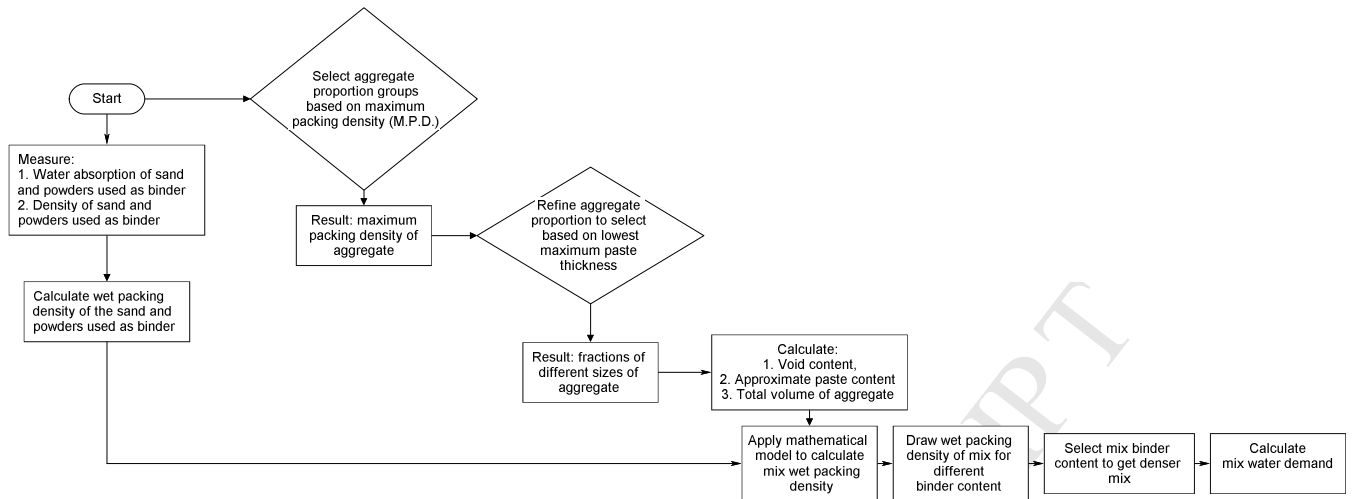 Start
Select aggregate
proportion groups
based on maximum
packing density (M.P.D.)
Measure:
1. Water absorption of sand
and powders used as binder
2. Density of sand and
powders used as binder
Result: maximum
packing density of
aggregate
Refine aggregate
proportion to select
based on lowest
maximum paste
thickness
Calculate wet packing
density of the sand and
powders used as binder
Result: fractions of
different sizes of
aggregate
Calculate:
1. Void content,
2. Approximate paste content
3. Total volume of aggregate
Apply mathematical
model to calculate
mix wet packing
density
Draw wet packing
density of mix for
different
binder content
Select mix binder
content to get denser
mix
Calculate
mix water demand